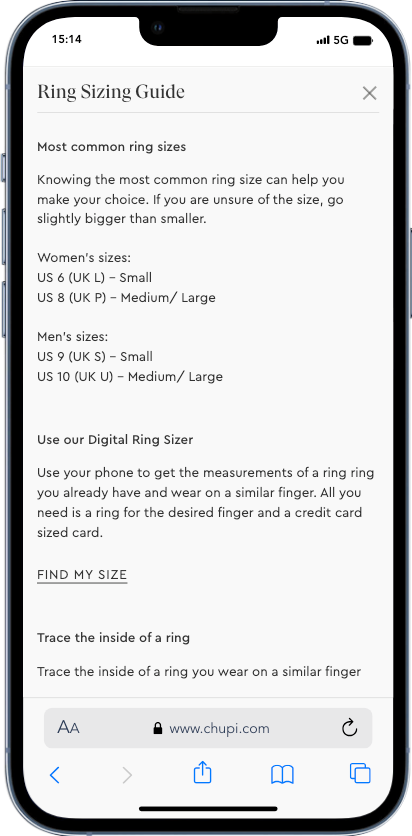 15:14
5G
Ring Sizing Guide
Most common ring sizes
Knowing the most common ring size can help you
make your choice. If you are unsure of the size, go
slightly bigger than smaller.
Women's sizes:
US 6 (UK L) – Small
US 8 (UK P) – Medium/ Large
Men's sizes:
US 9 (UK S) – Small
US 10 (UK U) – Medium/ Large
Use our Digital Ring Sizer
Use your phone to get the measurements of a ring ring
you already have and wear on a similar finger. All you
need is a ring for the desired finger and a credit card
sized card.
FIND MY SIZE
Trace the inside of a ring
Trace the inside of a ring you wear on a similar finger
AA
www.chupi.com